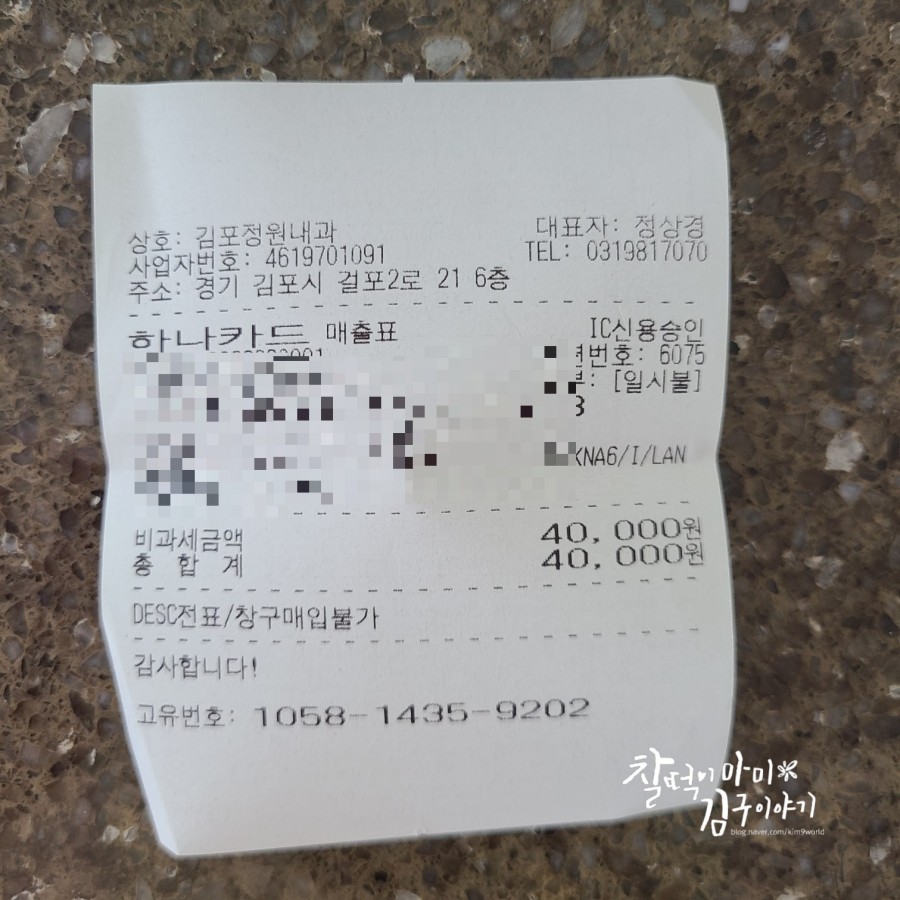 상호: 김포정원내과 대표자: 정상경
사업자번호: 4619701091 TEL: 0319817070
주소: 경기 김포시 걸포2로 21 6층
하나카드 매출표 IC신용승인
번호: 6075
: [일시불]
KNA6/I/LAN
비과세금액 40,000원
총 합 계 40,000원
DESC전표/창구매입불가
감사합니다!
고유번호: 1058-1435-9202
찰떡이마미
김구이야기
blog.naver.com/kim9world